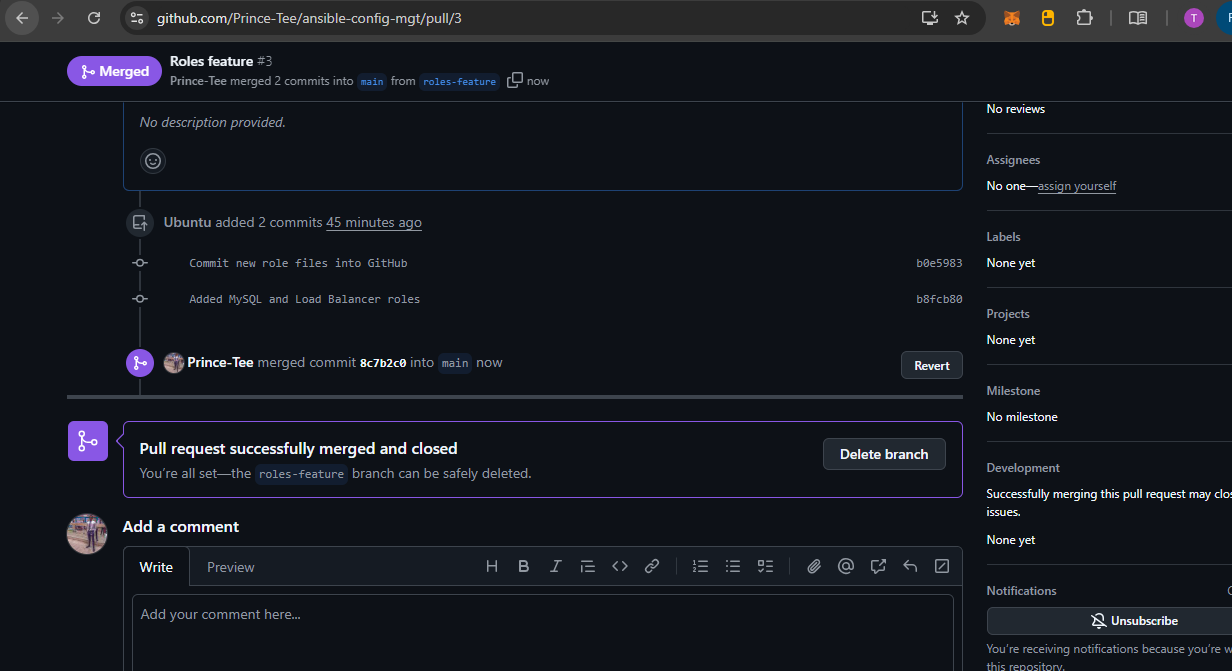 github.com/Prince-Tee/ansible-config-mgt/pull/3
T
Merged
Roles feature #3
Prince-Tee merged 2 commits into main from roles-feature now
No description provided.
Ubuntu added 2 commits 45 minutes ago
Commit new role files into GitHub b0e5983
Added MySQL and Load Balancer roles b8fcb80
Prince-Tee merged commit 8c7b2c0 into main now
Revert
Pull request successfully merged and closed
You're all set—the roles-feature branch can be safely deleted.
Delete branch
Add a comment
Write Preview
Add your comment here...
No reviews
Assignees
No one—assign yourself
Labels
None yet
Projects
None yet
Milestone
No milestone
Development
Successfully merging this pull request may clos
issues.
None yet
Notifications
Unsubscribe
You're receiving notifications because you're w
this repository.